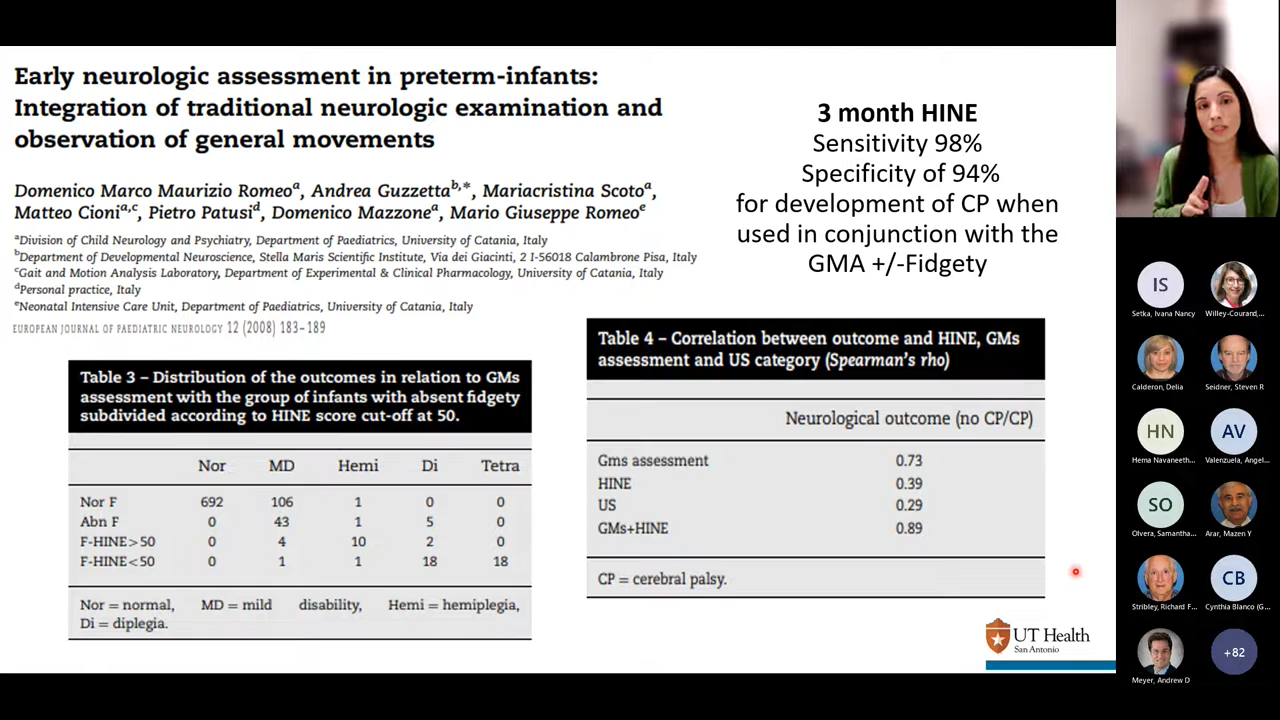 Early neurologic assessment in preterm-infants:
Integration of traditional neurologic examination and
observation of general movements
Domenico Marco Maurizio Romeoa, Andrea Guzzettab,*, Mariacristina Scotoa,
Matteo Cionia,c, Pietro Patusid, Domenico Mazzonea, Mario Giuseppe Romeoe
aDivision of Child Neurology and Psychiatry, Department of Paediatrics, University of Catania, Italy
bDepartment of Developmental Neuroscience, Stella Maris Scientific Institute, Via dei Giacinti, 2 I-56018 Calambrone Pisa, Italy
cGait and Motion Analysis Laboratory, Department of Experimental & Clinical Pharmacology, University of Catania, Italy
dPersonal practice, Italy
eNeonatal Intensive Care Unit, Department of Paediatrics, University of Catania, Italy
EUROPEAN JOURNAL OF PAEDIATRIC NEUROLOGY 12 (2008) 183–189
3 month HINE
Sensitivity 98%
Specificity of 94%
for development of CP when
used in conjunction with the
GMA +/-Fidgety
Table 3 – Distribution of the outcomes in relation to GMs
assessment with the group of infants with absent fidgety
subdivided according to HINE score cut-off at 50.
Nor MD Hemi Di Tetra
Nor F 692 106 1 0 0
Abn F 0 43 1 5 0
F-HINE>50 0 4 10 2 0
F-HINE<50 0 1 1 18 18
Nor = normal, MD = mild disability, Hemi = hemiplegia,
Di = diplegia.
Table 4 – Correlation between outcome and HINE, GMs
assessment and US category (Spearman's rho)
Neurological outcome (no CP/CP)
Gms assessment 0.73
HINE 0.39
US 0.29
GMs+HINE 0.89
CP = cerebral palsy.
UT Health
San Antonio
IS
Setka, Ivana Nancy
Willey-Courand,...
Calderon, Delia
Seidner, Steven R
HN
AV
Hema Navaneeth...
Valenzuela, Angel...
SO
Olvera, Samantha...
Arar, Mazen Y
CB
Stribley, Richard F...
Cynthia Blanco (G...
+82
Meyer, Andrew D